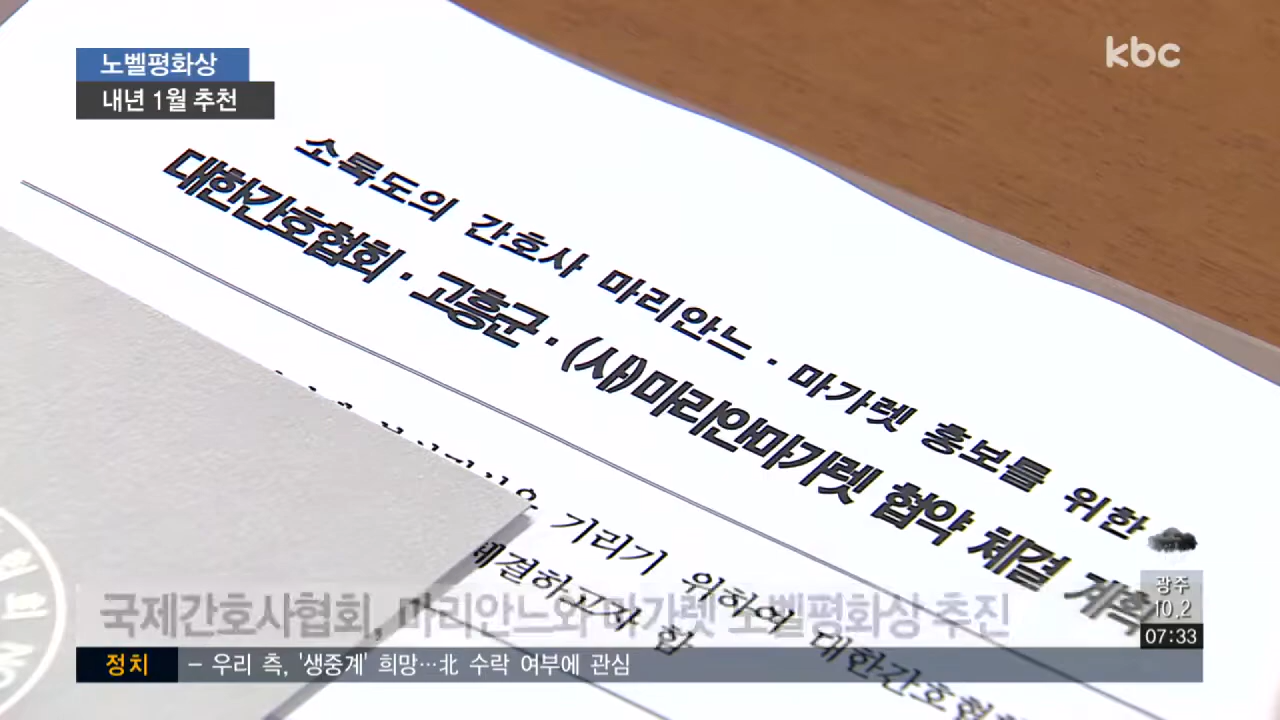 노벨평화상
내년 1월 추천
kbc
소록도의 간호사 마리안느·마가렛 홍보를 위한
대한간호협회·고흥군·(사)마리안마가렛 협약 체결 계획
기리기 위하여 대한간호협회
체결하고자 함
국제간호사협회, 마리안느와 마가렛 노벨평화상 추진
광주
10.2
07:33
정치 – 우리 측, '생중계' 희망…北 수락 여부에 관심